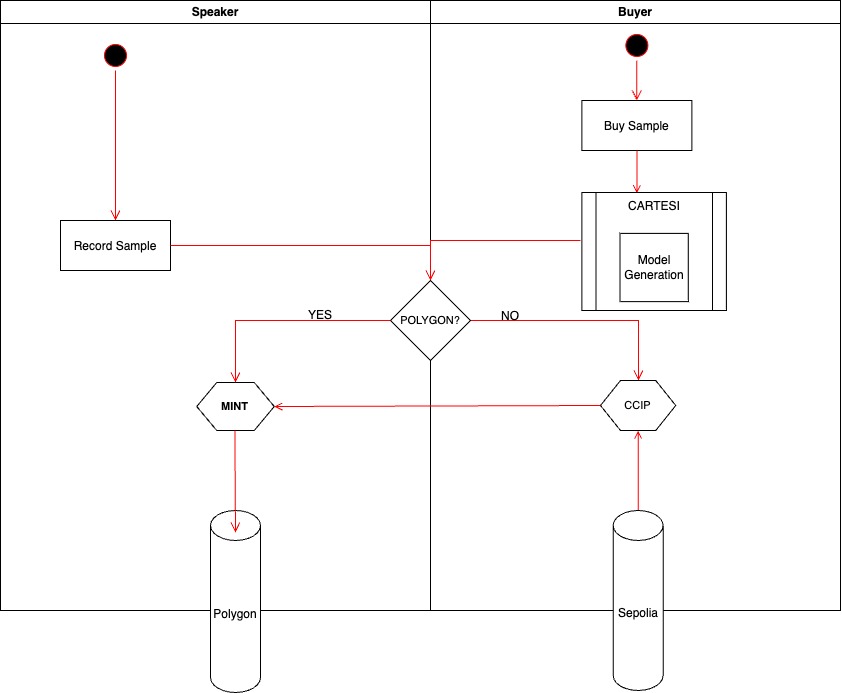 Speaker
Buyer
Buy Sample
CARTESI
Record Sample
Model
Generation
YES
POLYGON?
NO
MINT
CCIP
Polygon
Sepolia